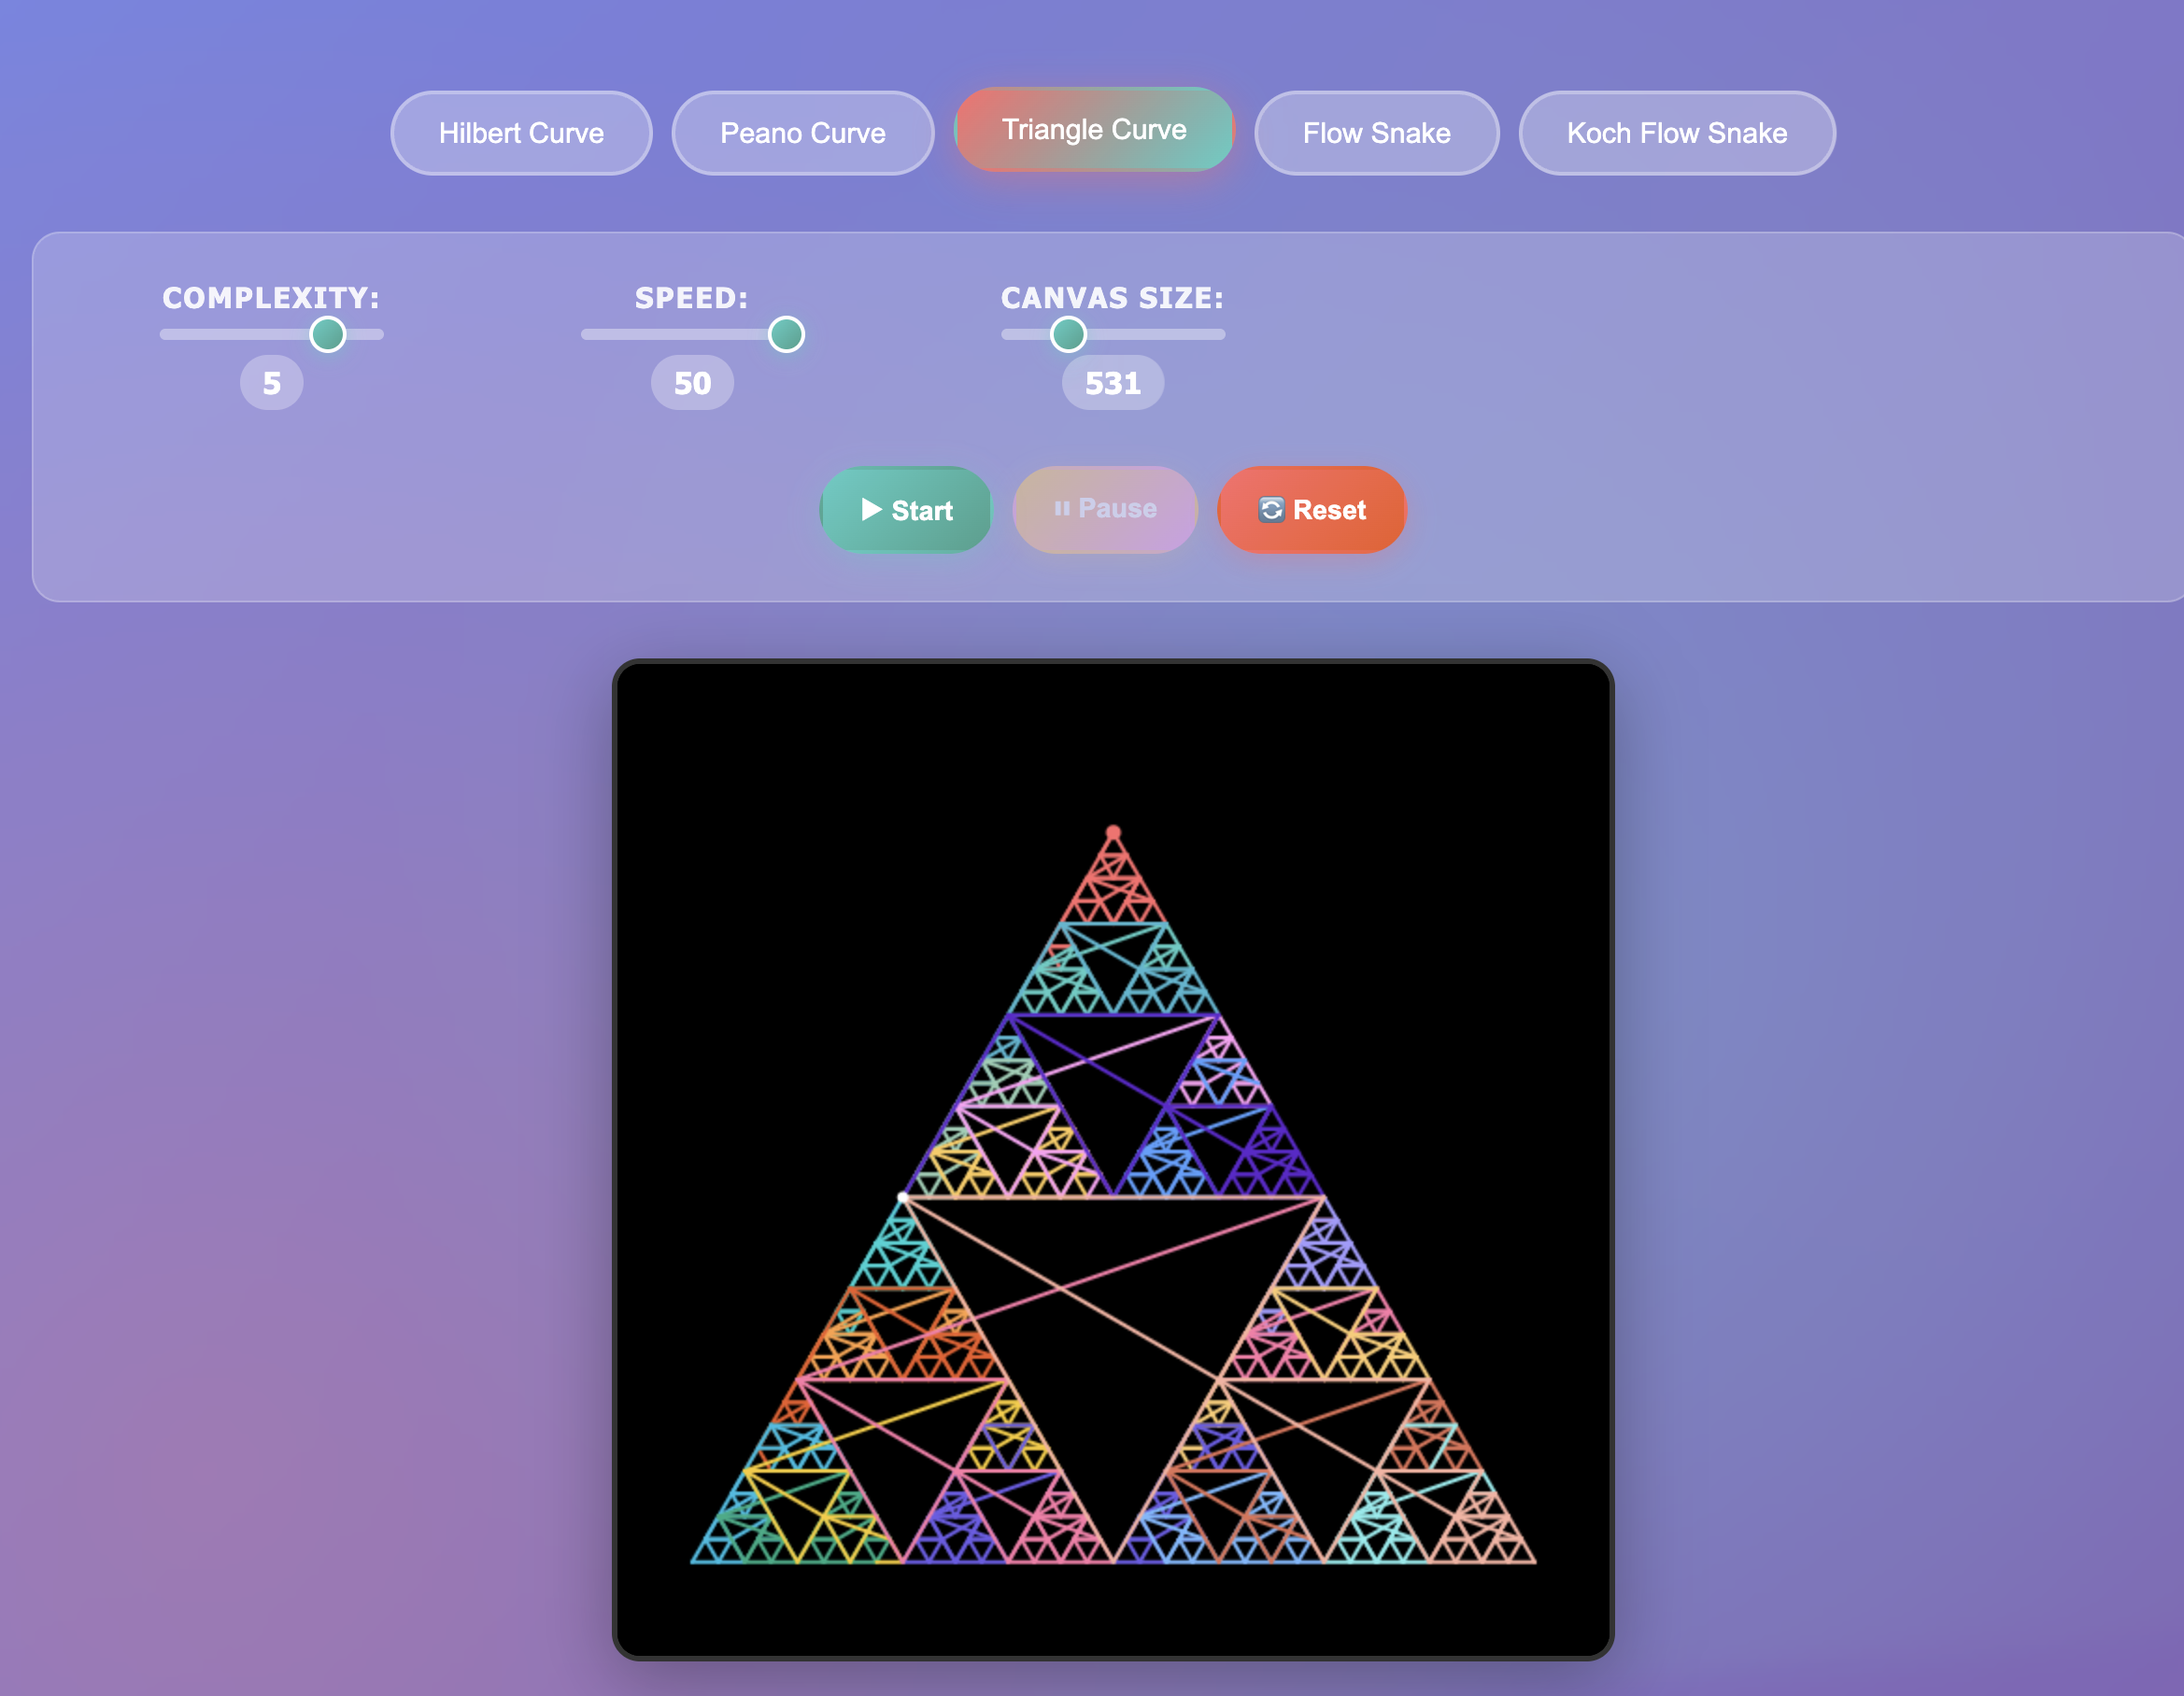 Hilbert Curve
Peano Curve
Triangle Curve
Flow Snake
Koch Flow Snake
COMPLEXITY:
5
SPEED:
50
CANVAS SIZE:
531
Start
Pause
Reset